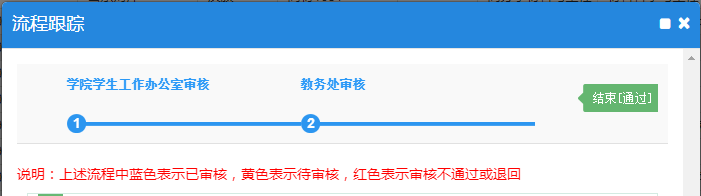 流程跟踪
学院学生工作办公室审核 教务处审核
结束[通过]
1 2
说明：上述流程中蓝色表示已审核，黄色表示待审核，红色表示审核不通过或退回